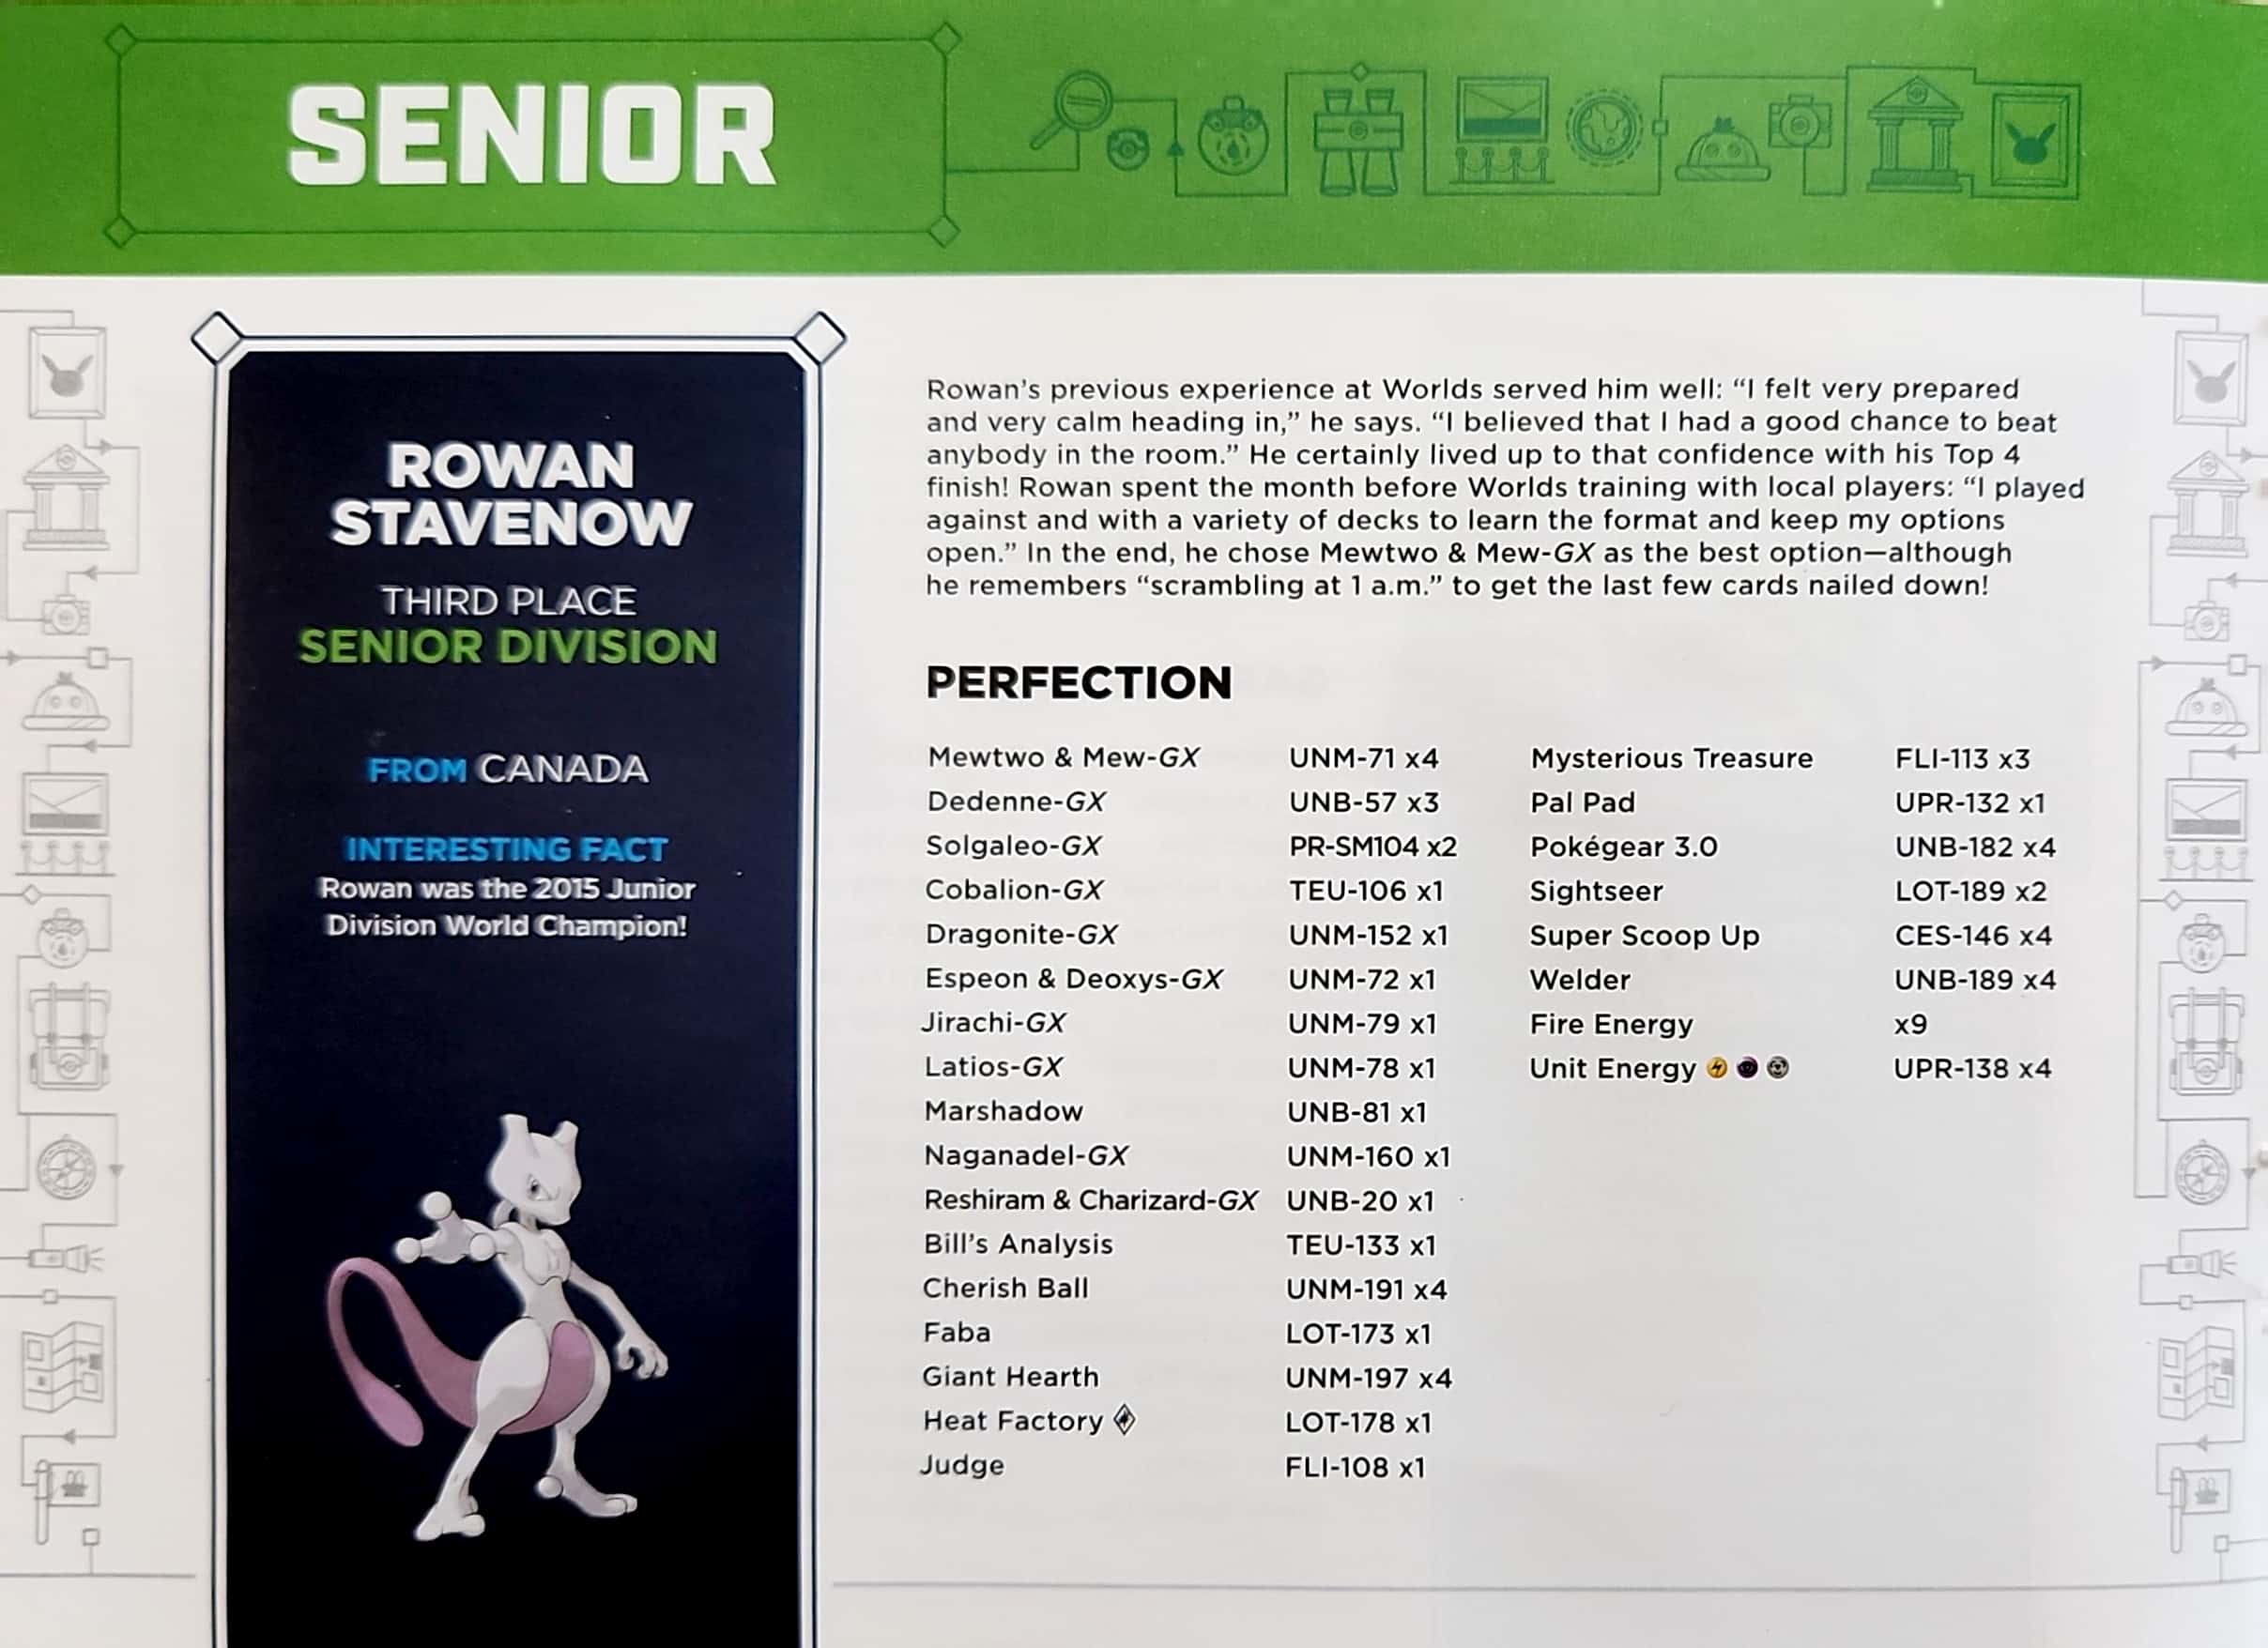 SENIOR
ROWAN
STAVENOW
THIRD PLACE
SENIOR DIVISION
FROM CANADA
INTERESTING FACT
Rowan was the 2015 Junior
Division World Champion!
Rowan's previous experience at Worlds served him well: “I felt very prepared
and very calm heading in,” he says. “I believed that I had a good chance to beat
anybody in the room.” He certainly lived up to that confidence with his Top 4
finish! Rowan spent the month before Worlds training with local players: “I played
against and with a variety of decks to learn the format and keep my options
open.” In the end, he chose Mewtwo & Mew-GX as the best option—although
he remembers “scrambling at 1 a.m.” to get the last few cards nailed down!
PERFECTION
Mewtwo & Mew-GX UNM-71 x4
Dedenne-GX UNB-57 x3
Solgaleo-GX PR-SM104 x2
Cobalion-GX TEU-106 x1
Dragonite-GX UNM-152 x1
Espeon & Deoxys-GX UNM-72 x1
Jirachi-GX UNM-79 x1
Latios-GX UNM-78 x1
Marshadow UNB-81 x1
Naganadel-GX UNM-160 x1
Reshiram & Charizard-GX UNB-20 x1
Bill's Analysis TEU-133 x1
Cherish Ball UNM-191 x4
Faba LOT-173 x1
Giant Hearth UNM-197 x4
Heat Factory LOT-178 x1
Judge FLI-108 x1
Mysterious Treasure FLI-113 x3
Pal Pad UPR-132 x1
Pokégear 3.0 UNB-182 x4
Sightseer LOT-189 x2
Super Scoop Up CES-146 x4
Welder UNB-189 x4
Fire Energy x9
Unit Energy UPR-138 x4